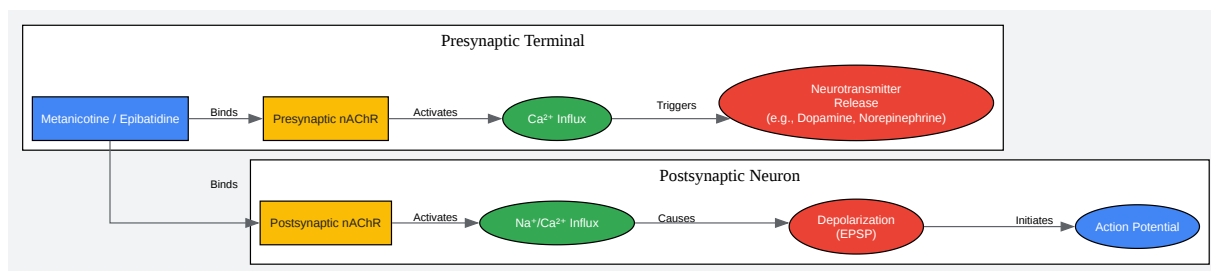 Presynaptic Terminal
Metanicotine / Epibatidine
Binds
Presynaptic nAChR
Activates
Ca²⁺ Influx
Triggers
Neurotransmitter
Release
(e.g., Dopamine, Norepinephrine)
Binds
Postsynaptic Neuron
Postsynaptic nAChR
Activates
Na⁺/Ca²⁺ Influx
Causes
Depolarization
(EPSP)
Initiates
Action Potential